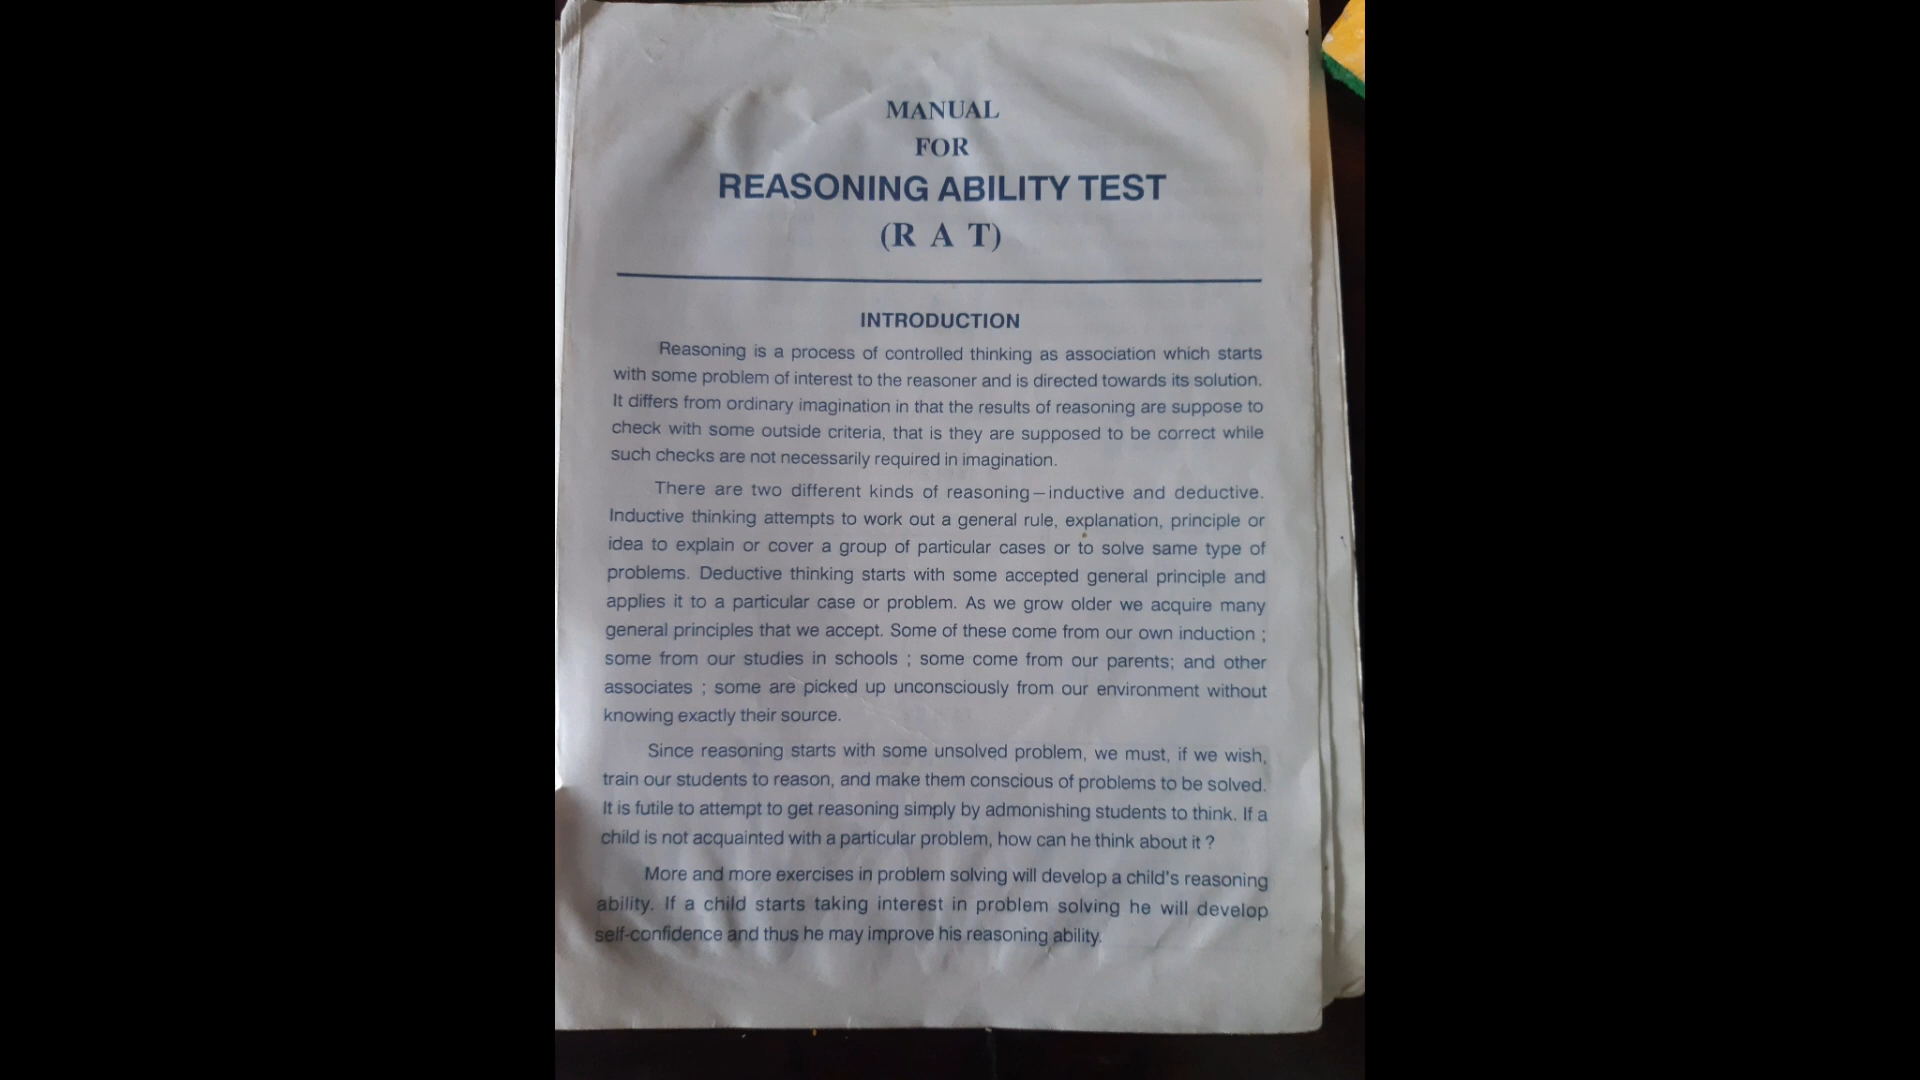 MANUAL
FOR
REASONING ABILITY TEST
(R A T)
INTRODUCTION
Reasoning is a process of controlled thinking as association which starts
with some problem of interest to the reasoner and is directed towards its solution.
It differs from ordinary imagination in that the results of reasoning are suppose to
check with some outside criteria, that is they are supposed to be correct while
such checks are not necessarily required in imagination.
There are two different kinds of reasoning—inductive and deductive.
Inductive thinking attempts to work out a general rule, explanation, principle or
idea to explain or cover a group of particular cases or to solve same type of
problems. Deductive thinking starts with some accepted general principle and
applies it to a particular case or problem. As we grow older we acquire many
general principles that we accept. Some of these come from our own induction ;
some from our studies in schools ; some come from our parents; and other
associates ; some are picked up unconsciously from our environment without
knowing exactly their source.
Since reasoning starts with some unsolved problem, we must, if we wish,
train our students to reason, and make them conscious of problems to be solved.
It is futile to attempt to get reasoning simply by admonishing students to think. If a
child is not acquainted with a particular problem, how can he think about it ?
More and more exercises in problem solving will develop a child's reasoning
ability. If a child starts taking interest in problem solving he will develop
self-confidence and thus he may improve his reasoning ability.